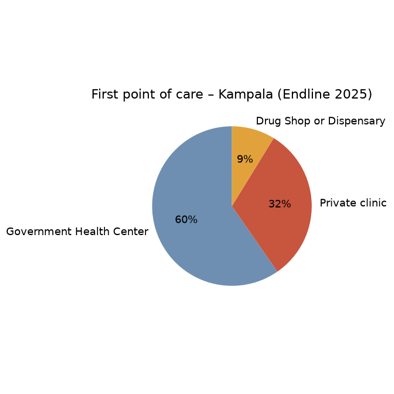 First point of care – Kampala (Endline 2025)
Drug Shop or Dispensary
9%
32%
Private clinic
60%
Government Health Center